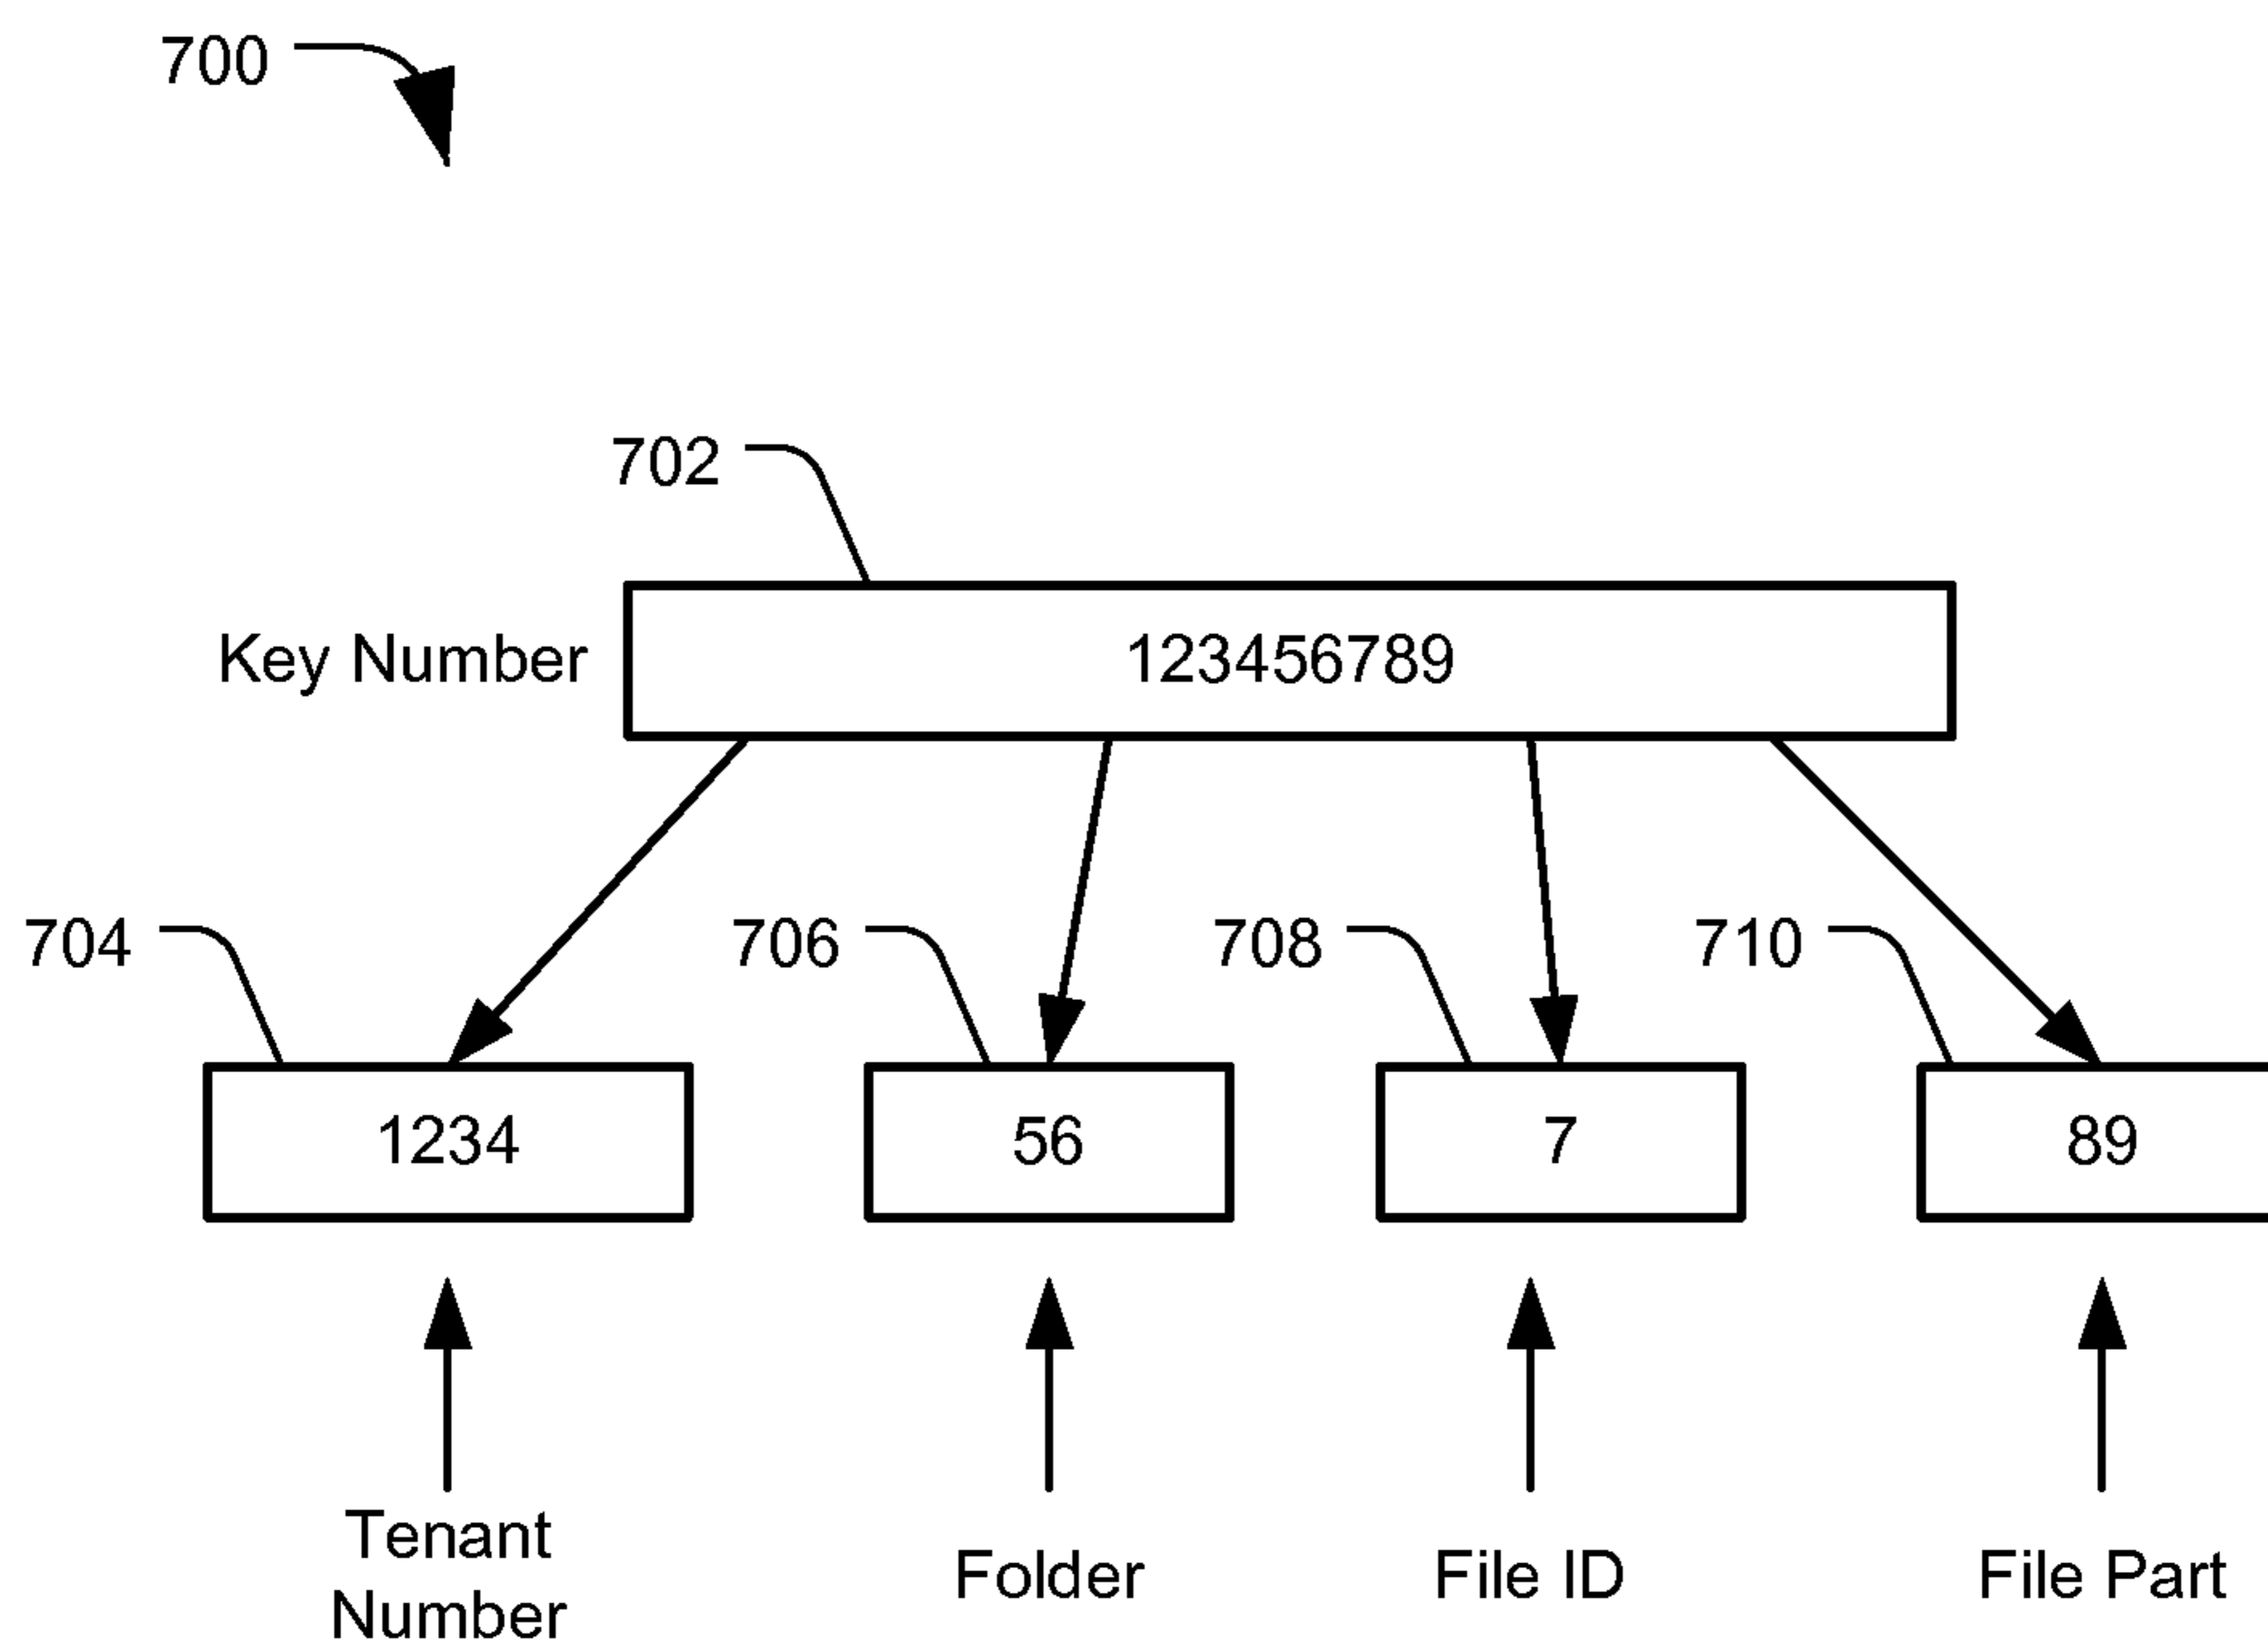 700
702
Key Number
123456789
704
706
708
710
1234
56
7
89
Tenant
Number
Folder
File ID
File Part